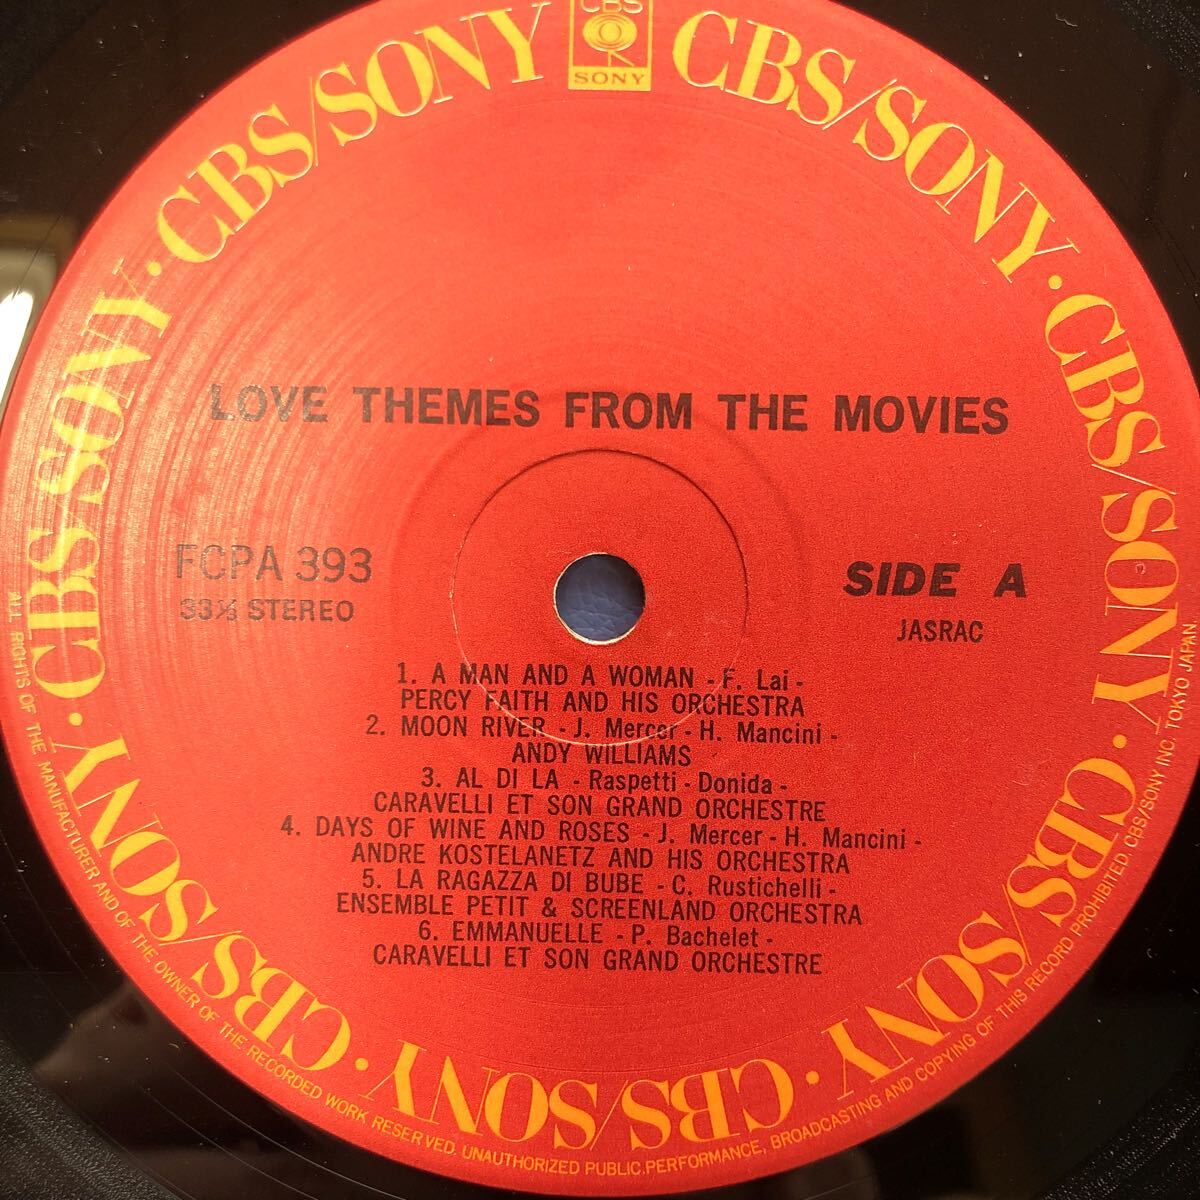 CBS
SONY
CBS/SONY · CBS/SONY · CBS/SONY · CBS/SONY · CBS/SONY · CBS/SONY · CBS/SONY · CBS/SONY · CBS/SONY
LOVE THEMES FROM THE MOVIES
FCPA 393
33⅓ STEREO
SIDE A
JASRAC
1. A MAN AND A WOMAN - F. Lai -
PERCY FAITH AND HIS ORCHESTRA
2. MOON RIVER - J. Mercer - H. Mancini -
ANDY WILLIAMS
3. AL DI LA - Raspetti - Donida -
CARAVELLI ET SON GRAND ORCHESTRE
4. DAYS OF WINE AND ROSES - J. Mercer - H. Mancini -
ANDRE KOSTELANETZ AND HIS ORCHESTRA
5. LA RAGAZZA DI BUBE - C. Rustichelli -
ENSEMBLE PETIT & SCREENLAND ORCHESTRA
6. EMMANUELLE - P. Bachelet -
CARAVELLI ET SON GRAND ORCHESTRE
ALL RIGHTS OF THE MANUFACTURER AND OF THE OWNER OF THE RECORDED WORK RESERVED. UNAUTHORIZED PUBLIC.PERFORMANCE, BROADCASTING AND COPYING OF THIS RECORD PROHIBITED CBS/SONY INC. TOKYO JAPAN.